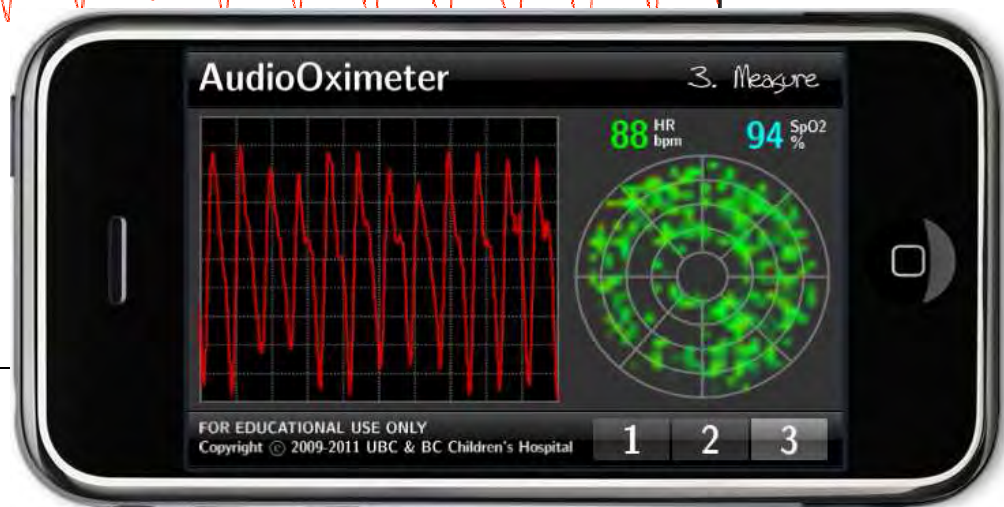 AudioOximeter
3. Measure
88 HR bpm
94 SpO2 %
FOR EDUCATIONAL USE ONLY
Copyright © 2009-2011 UBC & BC Children's Hospital
1 2 3